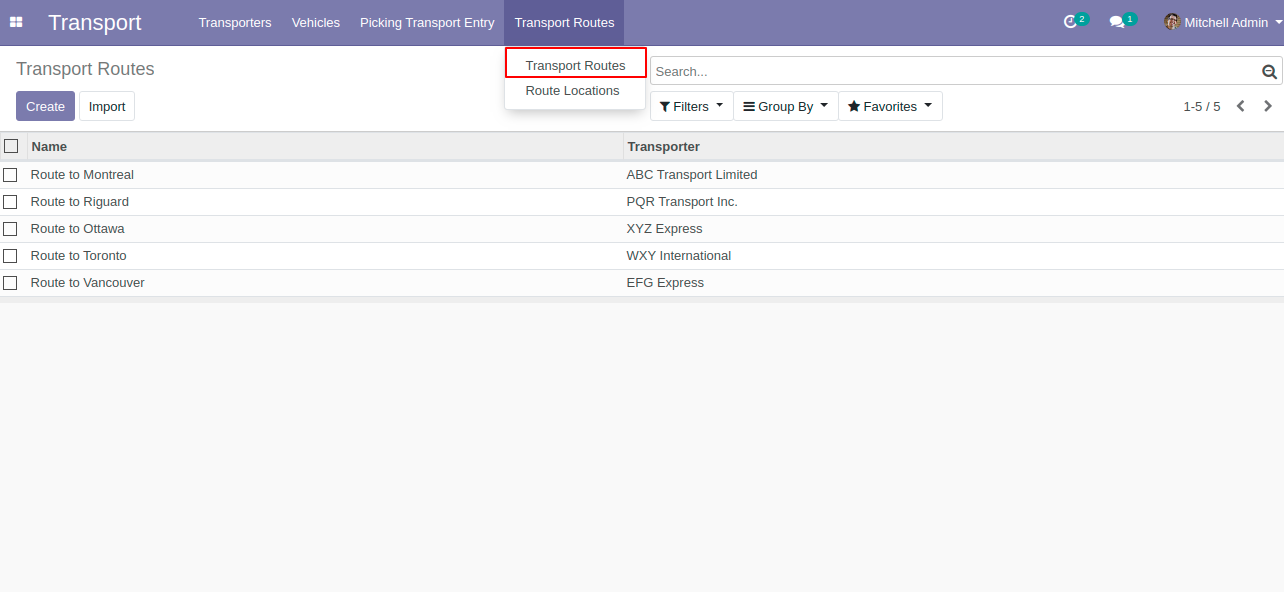 Transport Transporters Vehicles Picking Transport Entry Transport Routes 2 1 Mitchell Admin
Transport Routes
Transport Routes
Route Locations
Search...
Create Import Filters Group By Favorites 1-5 / 5
Name Transporter
Route to Montreal ABC Transport Limited
Route to Riguard PQR Transport Inc.
Route to Ottawa XYZ Express
Route to Toronto WXY International
Route to Vancouver EFG Express